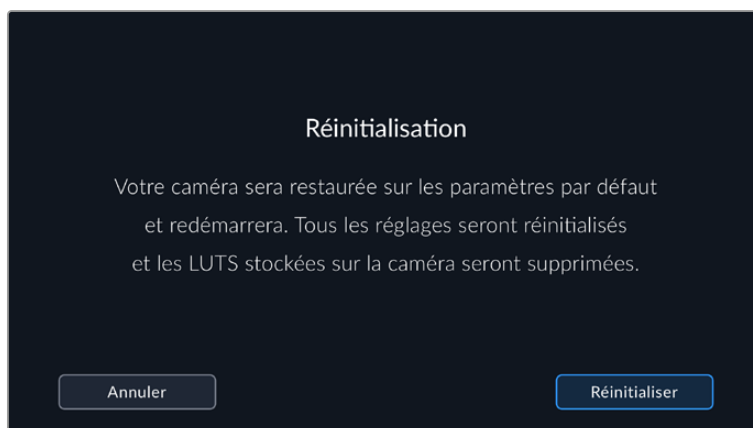 Réinitialisation
Votre caméra sera restaurée sur les paramètres par défaut
et redémarrera. Tous les réglages seront réinitialisés
et les LUTS stockées sur la caméra seront supprimées.
Annuler
Réinitialiser